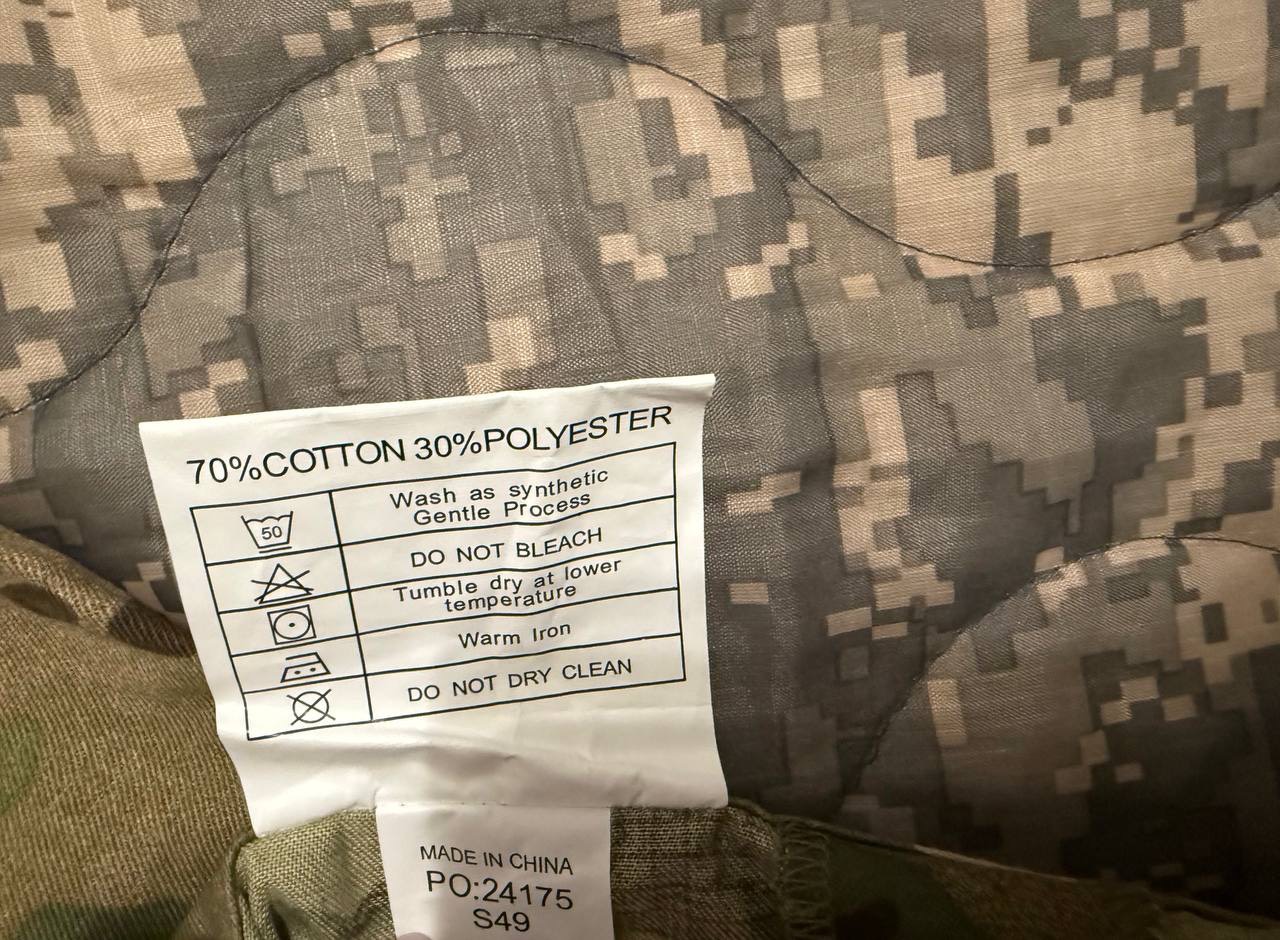 70%COTTON 30%POLYESTER
50
Wash as synthetic
Gentle Process
DO NOT BLEACH
Tumble dry at lower
temperature
Warm Iron
DO NOT DRY CLEAN
MADE IN CHINA
PO:24175
S49